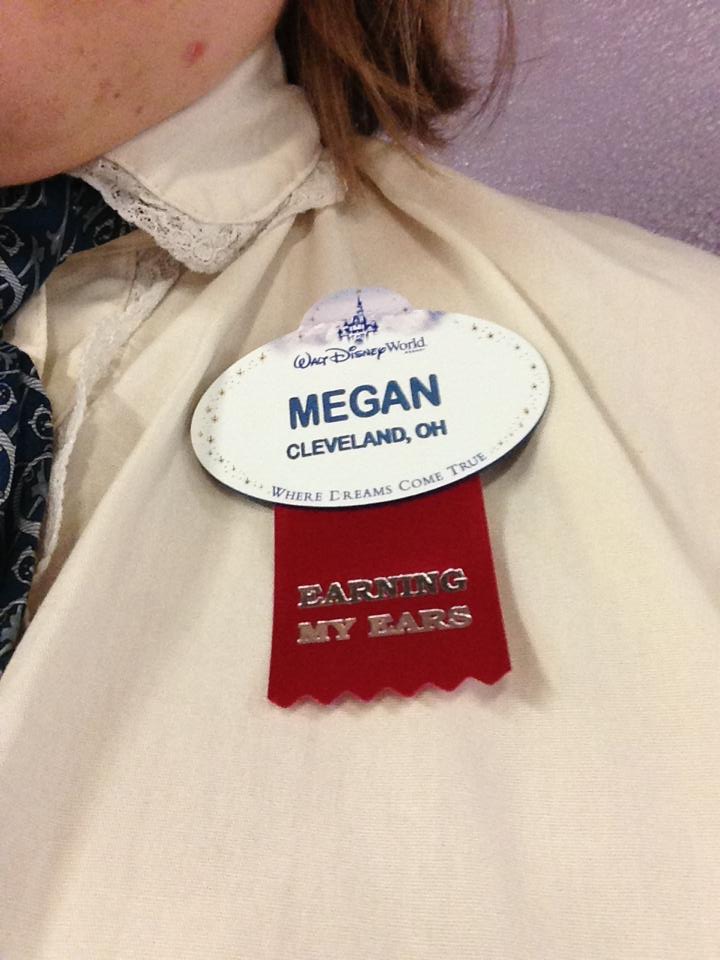 Walt Disney World
MEGAN
CLEVELAND, OH
WHERE DREAMS COME TRUE
EARNING
MY EARS